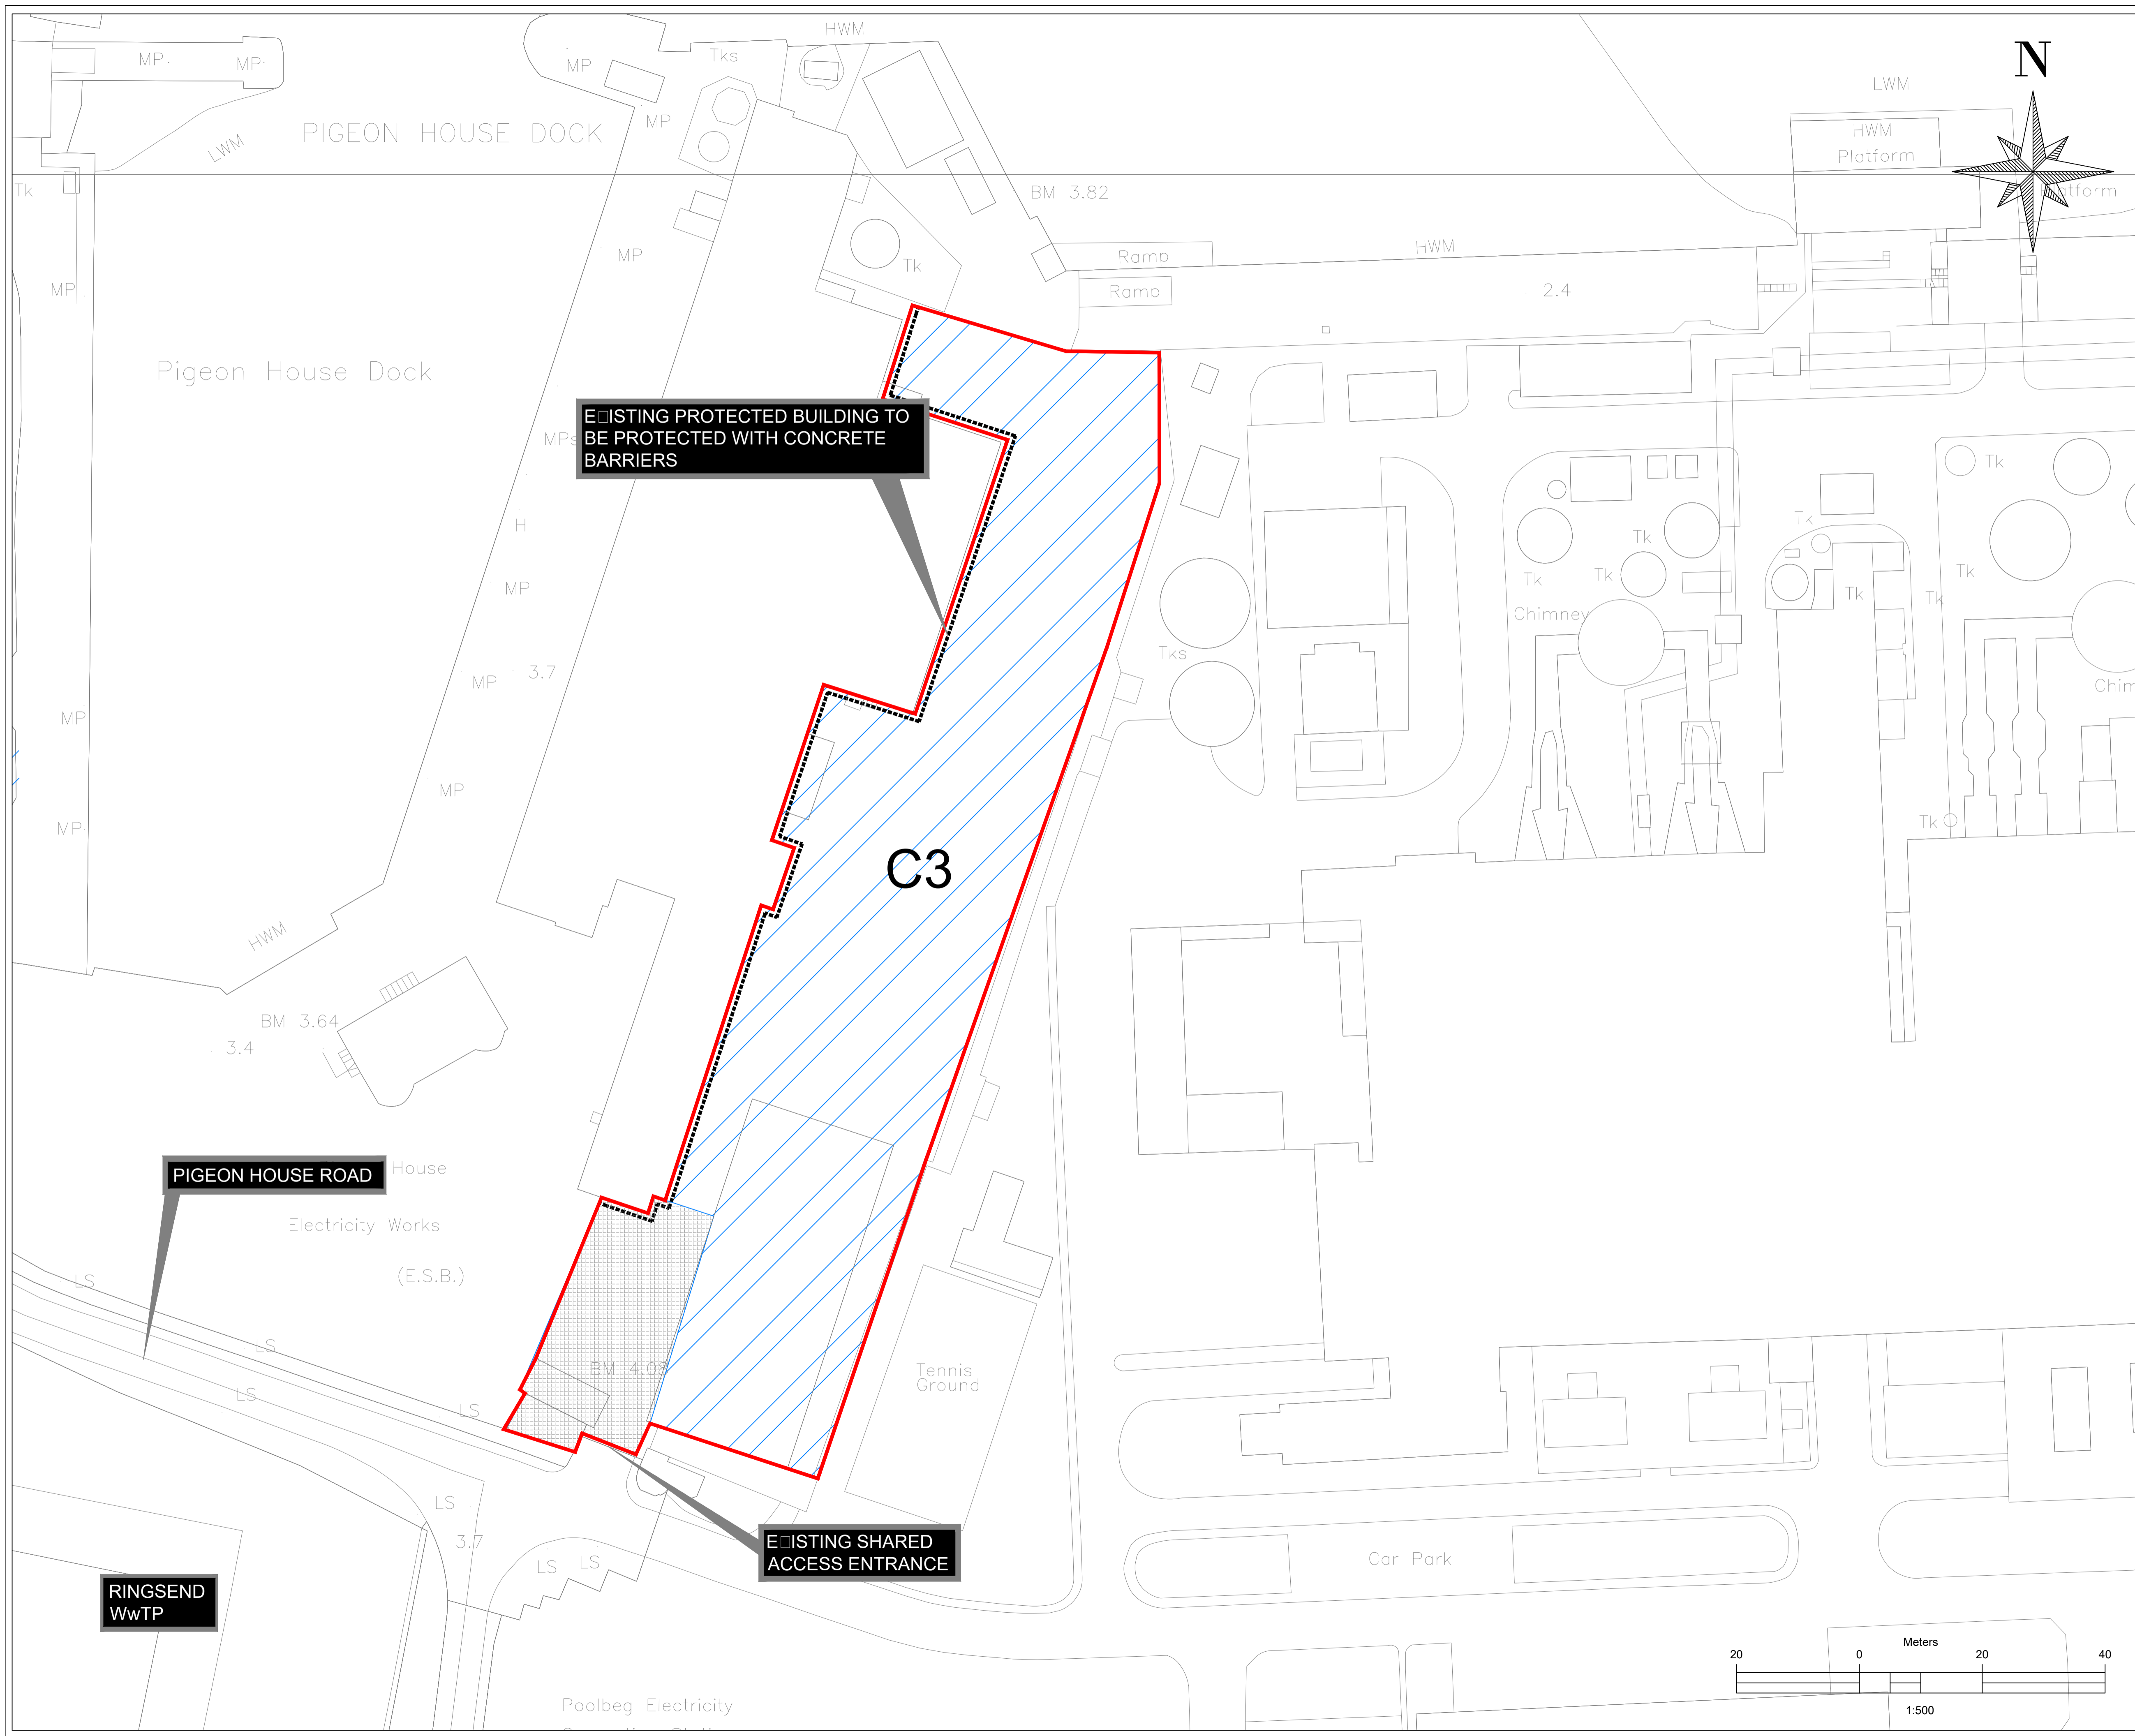 HWM
N
MP
MP
MP
Tks
LWM
PIGEON HOUSE DOCK
MP
LWM
HWM
Platform
Tk
BM 3.82
MP
Ramp
HWM
Tk
MP
Ramp
2.4
Pigeon House Dock
E□ISTING PROTECTED BUILDING TO
BE PROTECTED WITH CONCRETE
BARRIERS
MPs
Tk
H
Tk
Tk
MP
Tk
Tk
Tk
Tk
Tk
Chimney
Tks
MP
3.7
MP
MP
MP
Tk
C3
HWM
BM 3.64
3.4
PIGEON HOUSE ROAD
House
Electricity Works
(E.S.B.)
LS
LS
BM 4.08
Tennis
Ground
LS
LS
LS
3.7
E□ISTING SHARED
ACCESS ENTRANCE
Car Park
LS
LS
RINGSEND
WwTP
Meters
20 0 20 40
1:500
Poolbeg Electricity